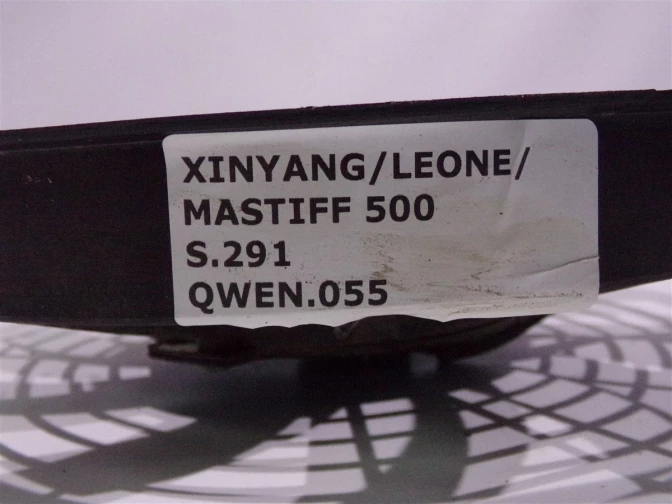 XINYANG/LEONE/
MASTIFF 500
S.291
QWEN.055